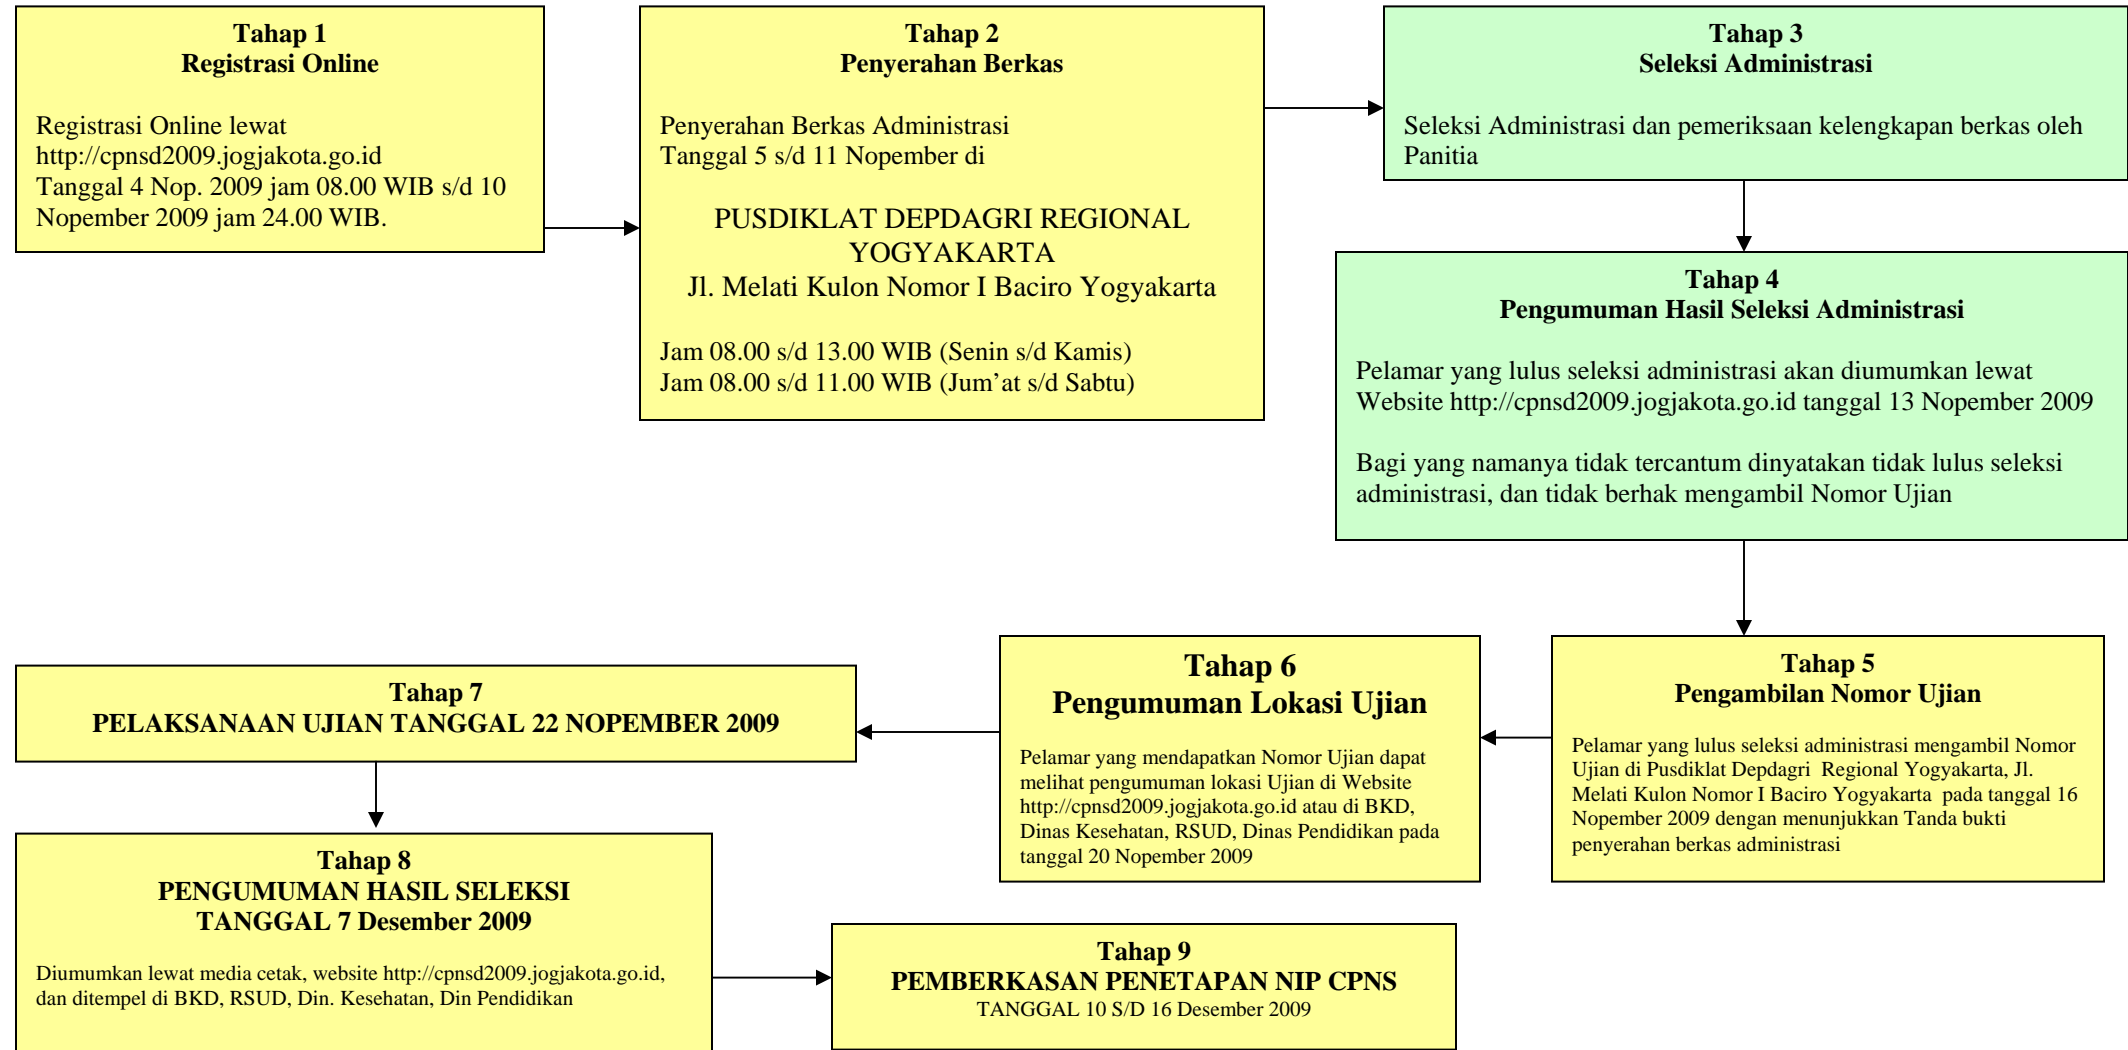 Tahap 1
Registrasi Online
Registrasi Online lewat
http://cpnsd2009.jogjakota.go.id
Tanggal 4 Nop. 2009 jam 08.00 WIB s/d 10
Nopember 2009 jam 24.00 WIB.
Tahap 2
Penyerahan Berkas
Penyerahan Berkas Administrasi
Tanggal 5 s/d 11 Nopember di
PUSDIKLAT DEPDAGRI REGIONAL
YOGYAKARTA
Jl. Melati Kulon Nomor I Baciro Yogyakarta
Jam 08.00 s/d 13.00 WIB (Senin s/d Kamis)
Jam 08.00 s/d 11.00 WIB (Jum’at s/d Sabtu)
Tahap 3
Seleksi Administrasi
Seleksi Administrasi dan pemeriksaan kelengkapan berkas oleh
Panitia
Tahap 4
Pengumuman Hasil Seleksi Administrasi
Pelamar yang lulus seleksi administrasi akan diumumkan lewat
Website http://cpnsd2009.jogjakota.go.id tanggal 13 Nopember 2009
Bagi yang namanya tidak tercantum dinyatakan tidak lulus seleksi
administrasi, dan tidak berhak mengambil Nomor Ujian
Tahap 5
Pengambilan Nomor Ujian
Pelamar yang lulus seleksi administrasi mengambil Nomor
Ujian di Pusdiklat Depdagri  Regional Yogyakarta, Jl.
Melati Kulon Nomor I Baciro Yogyakarta  pada tanggal 16
Nopember 2009 dengan menunjukkan Tanda bukti
penyerahan berkas administrasi
Tahap 6
Pengumuman Lokasi Ujian
Pelamar yang mendapatkan Nomor Ujian dapat
melihat pengumuman lokasi Ujian di Website
http://cpnsd2009.jogjakota.go.id atau di BKD,
Dinas Kesehatan, RSUD, Dinas Pendidikan pada
tanggal 20 Nopember 2009
Tahap 7
PELAKSANAAN UJIAN TANGGAL 22 NOPEMBER 2009
Tahap 8
PENGUMUMAN HASIL SELEKSI
TANGGAL 7 Desember 2009
Diumumkan lewat media cetak, website http://cpnsd2009.jogjakota.go.id,
dan ditempel di BKD, RSUD, Din. Kesehatan, Din Pendidikan
Tahap 9
PEMBERKASAN PENETAPAN NIP CPNS
TANGGAL 10 S/D 16 Desember 2009